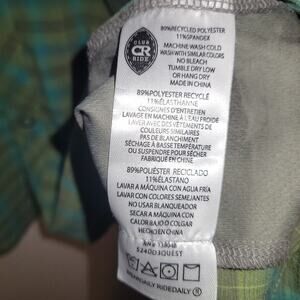 CLUB
CR
RIDE
89%RECYCLED POLYESTER
11%SPANDEX
MACHINE WASH COLD
WASH WITH SIMILAR COLORS
NO BLEACH
TUMBLE DRY LOW
OR HANG DRY
MADE IN CHINA
89%POLYESTER RECYCLÉ
11%ÉLASTHANNE
CONSIGNES D'ENTRETIEN
LAVAGE EN MACHINE À L'EAU FROIDE
LAVER AVEC DES VÊTEMENTS DE
COULEURS SIMILAIRES
PAS DE BLANCHIMENT
SÉCHAGE À BASSE TEMPÉRATURE
OU SUSPENDRE POUR SÉCHER
FABRIQUÉ EN CHINE
89%POLIÉSTER RECICLADO
11%ELASTANO
LAVAR A MÁQUINA CON AGUA FRÍA
LAVAR CON COLORES SEMEJANTES
NO USAR BLANQUEADOR
SECAR A MÁQUINA CON
CALOR BAJO O COLGAR
HECHO EN CHINA
RN#
RIDEDAILY